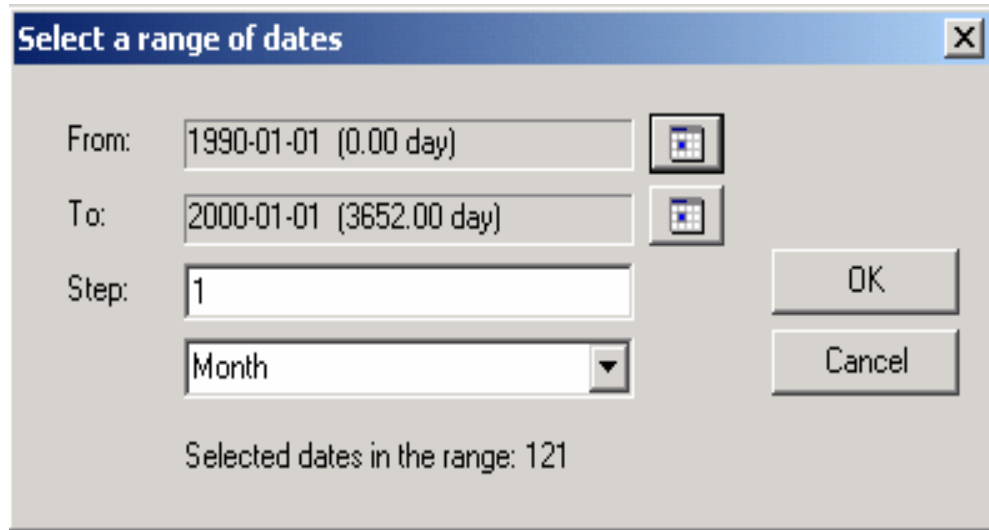 Select a range of dates
From: 1990-01-01 (0.00 day)
To: 2000-01-01 (3652.00 day)
Step: 1
Month
OK
Cancel
Selected dates in the range: 121